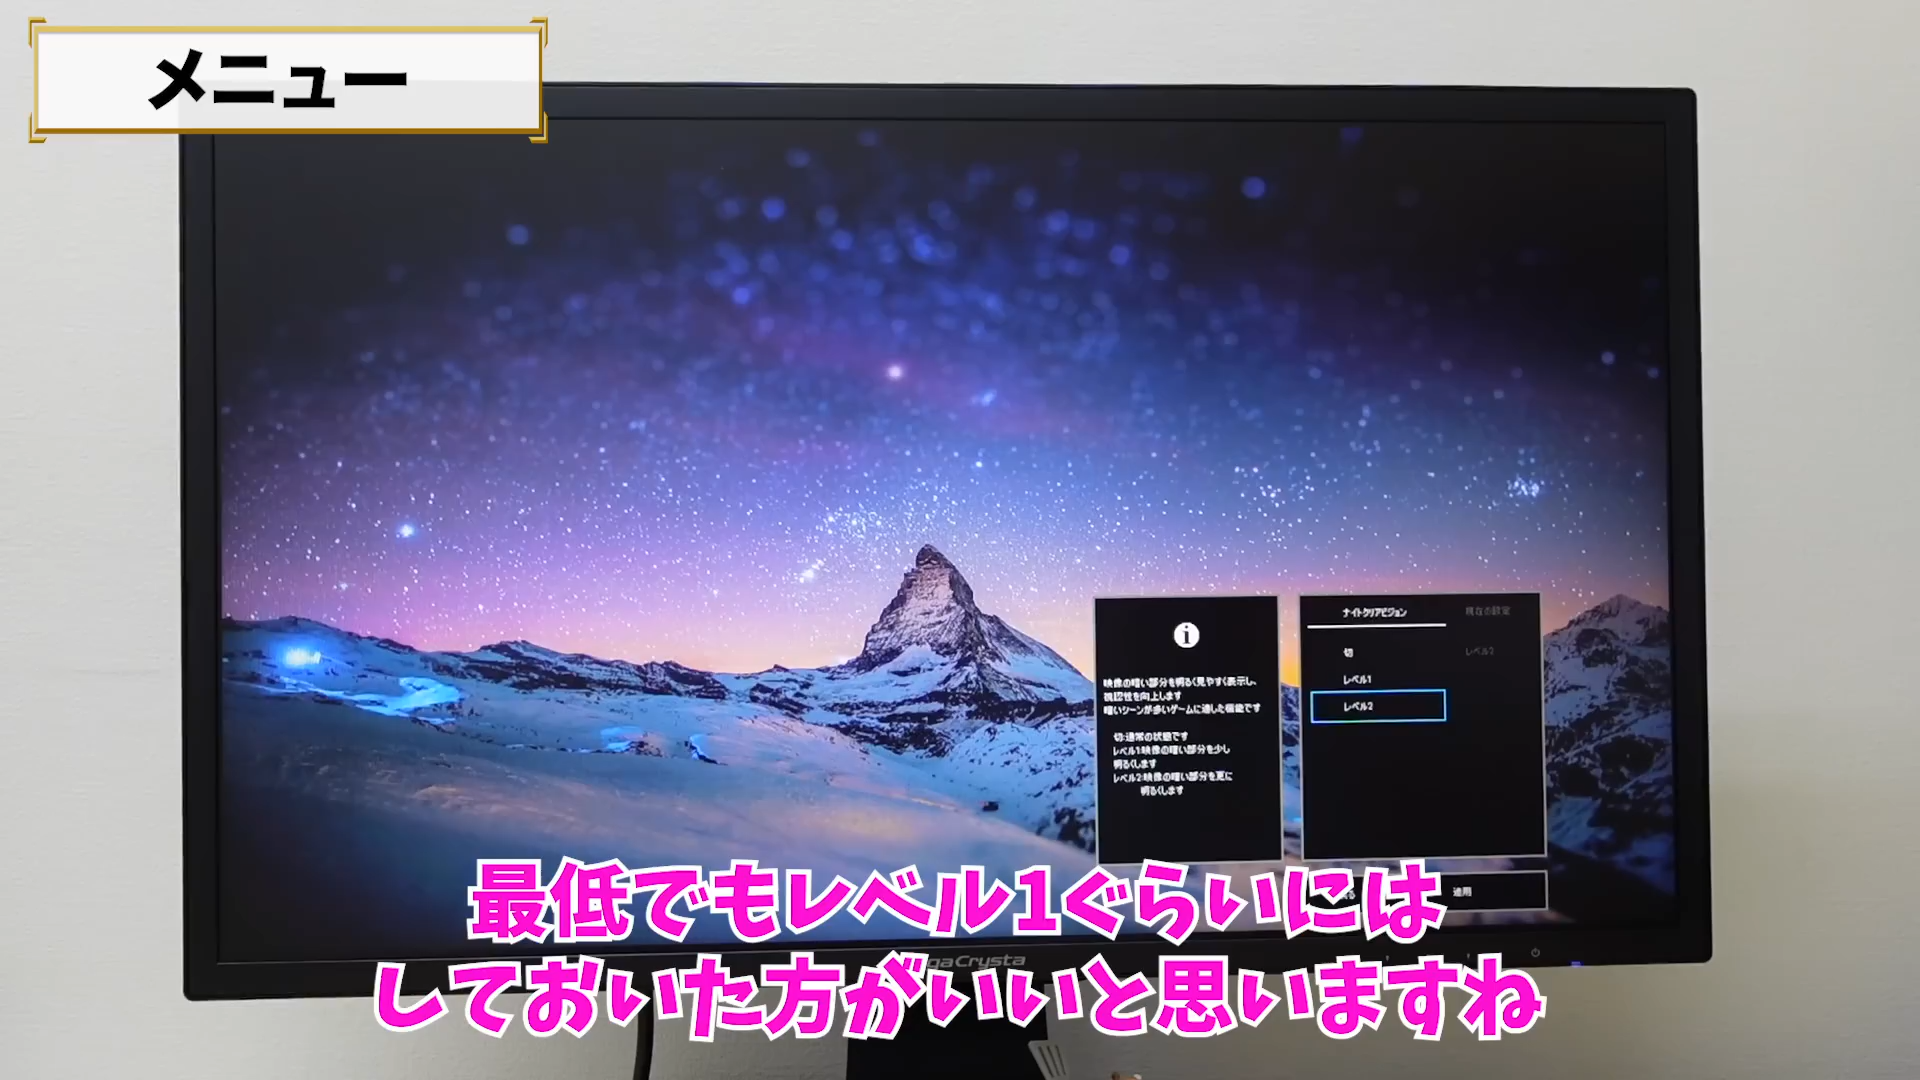 メニュー
ナイトクリアビジョン
現在の設定
切
レベル2
レベル1
レベル2
映像の暗い部分を明るく見やすく表示し、
視認性を向上します
暗いシーンが多いゲームに適した機能です
切:通常の状態です
レベル1:映像の暗い部分を少し
明るくします
レベル2:映像の暗い部分を更に
明るくします
適用
最低でもレベル1ぐらいには
しておいた方がいいと思いますね